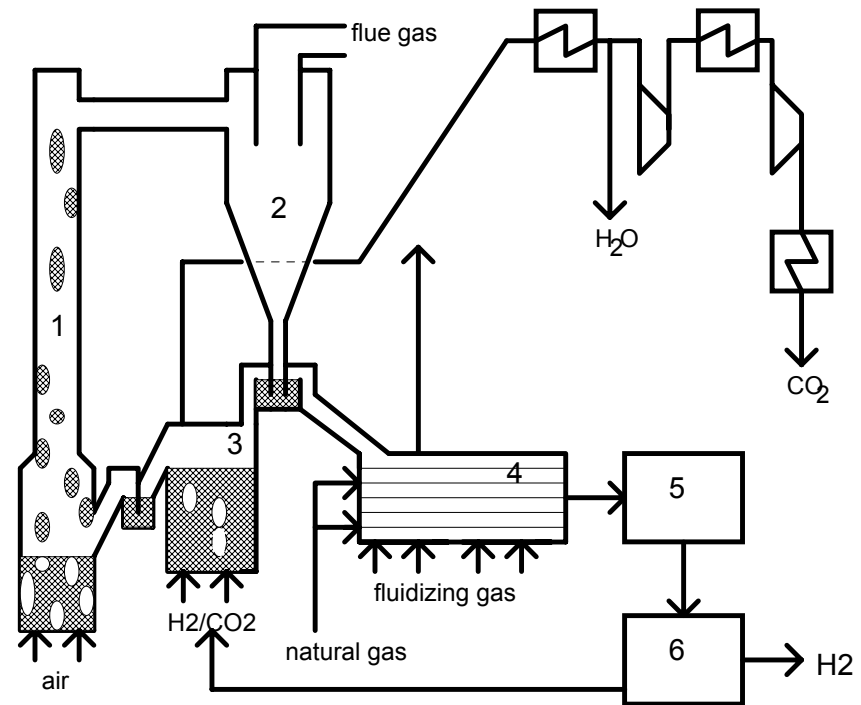 flue gas
2
H2O
1
CO2
3
4
5
fluidizing gas
H2/CO2
natural gas
6
H2
air